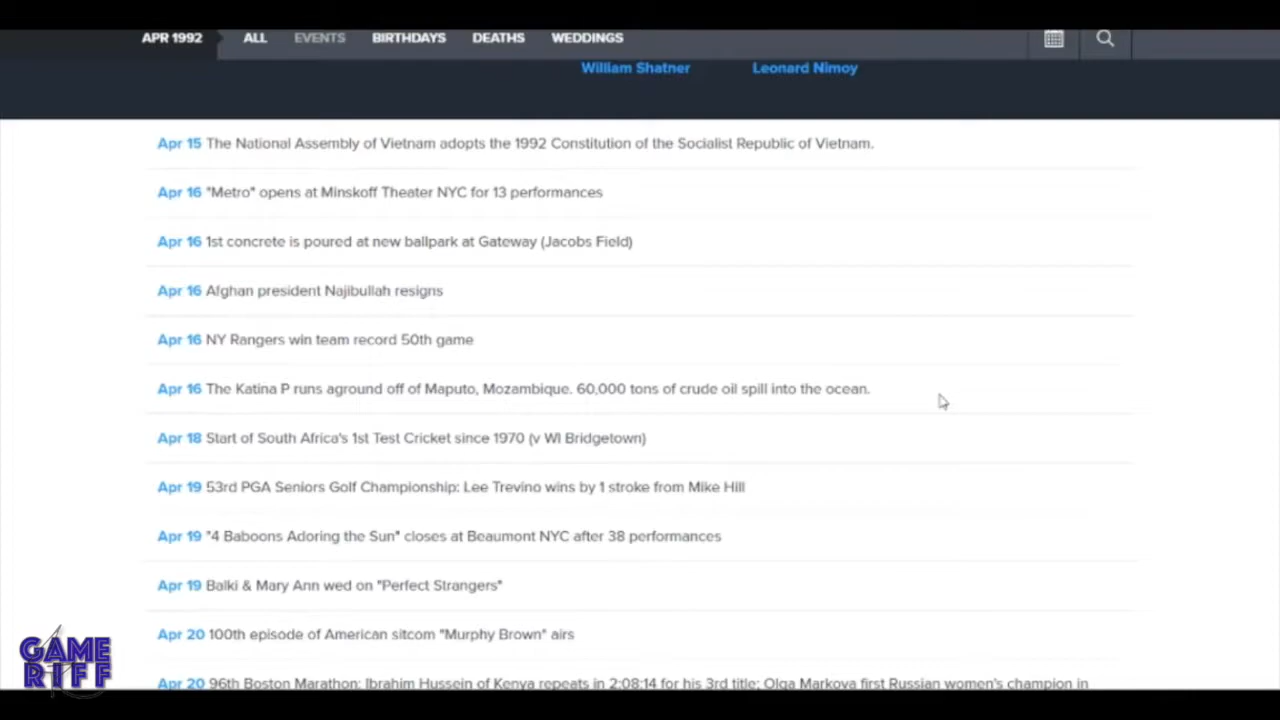 APR 1992 ALL EVENTS BIRTHDAYS DEATHS WEDDINGS
William Shatner Leonard Nimoy
Apr 15 The National Assembly of Vietnam adopts the 1992 Constitution of the Socialist Republic of Vietnam.
Apr 16 "Metro" opens at Minskoff Theater NYC for 13 performances
Apr 16 1st concrete is poured at new ballpark at Gateway (Jacobs Field)
Apr 16 Afghan president Najibullah resigns
Apr 16 NY Rangers win team record 50th game
Apr 16 The Katina P runs aground off of Maputo, Mozambique. 60,000 tons of crude oil spill into the ocean.
Apr 18 Start of South Africa's 1st Test Cricket since 1970 (v WI Bridgetown)
Apr 19 53rd PGA Seniors Golf Championship: Lee Trevino wins by 1 stroke from Mike Hill
Apr 19 "4 Baboons Adoring the Sun" closes at Beaumont NYC after 38 performances
Apr 19 Balki & Mary Ann wed on "Perfect Strangers"
Apr 20 100th episode of American sitcom "Murphy Brown" airs
Apr 20 96th Boston Marathon: Ibrahim Hussein of Kenya repeats in 2:08:14 for his 3rd title; Olga Markova first Russian women's champion in
GAME
RIFF